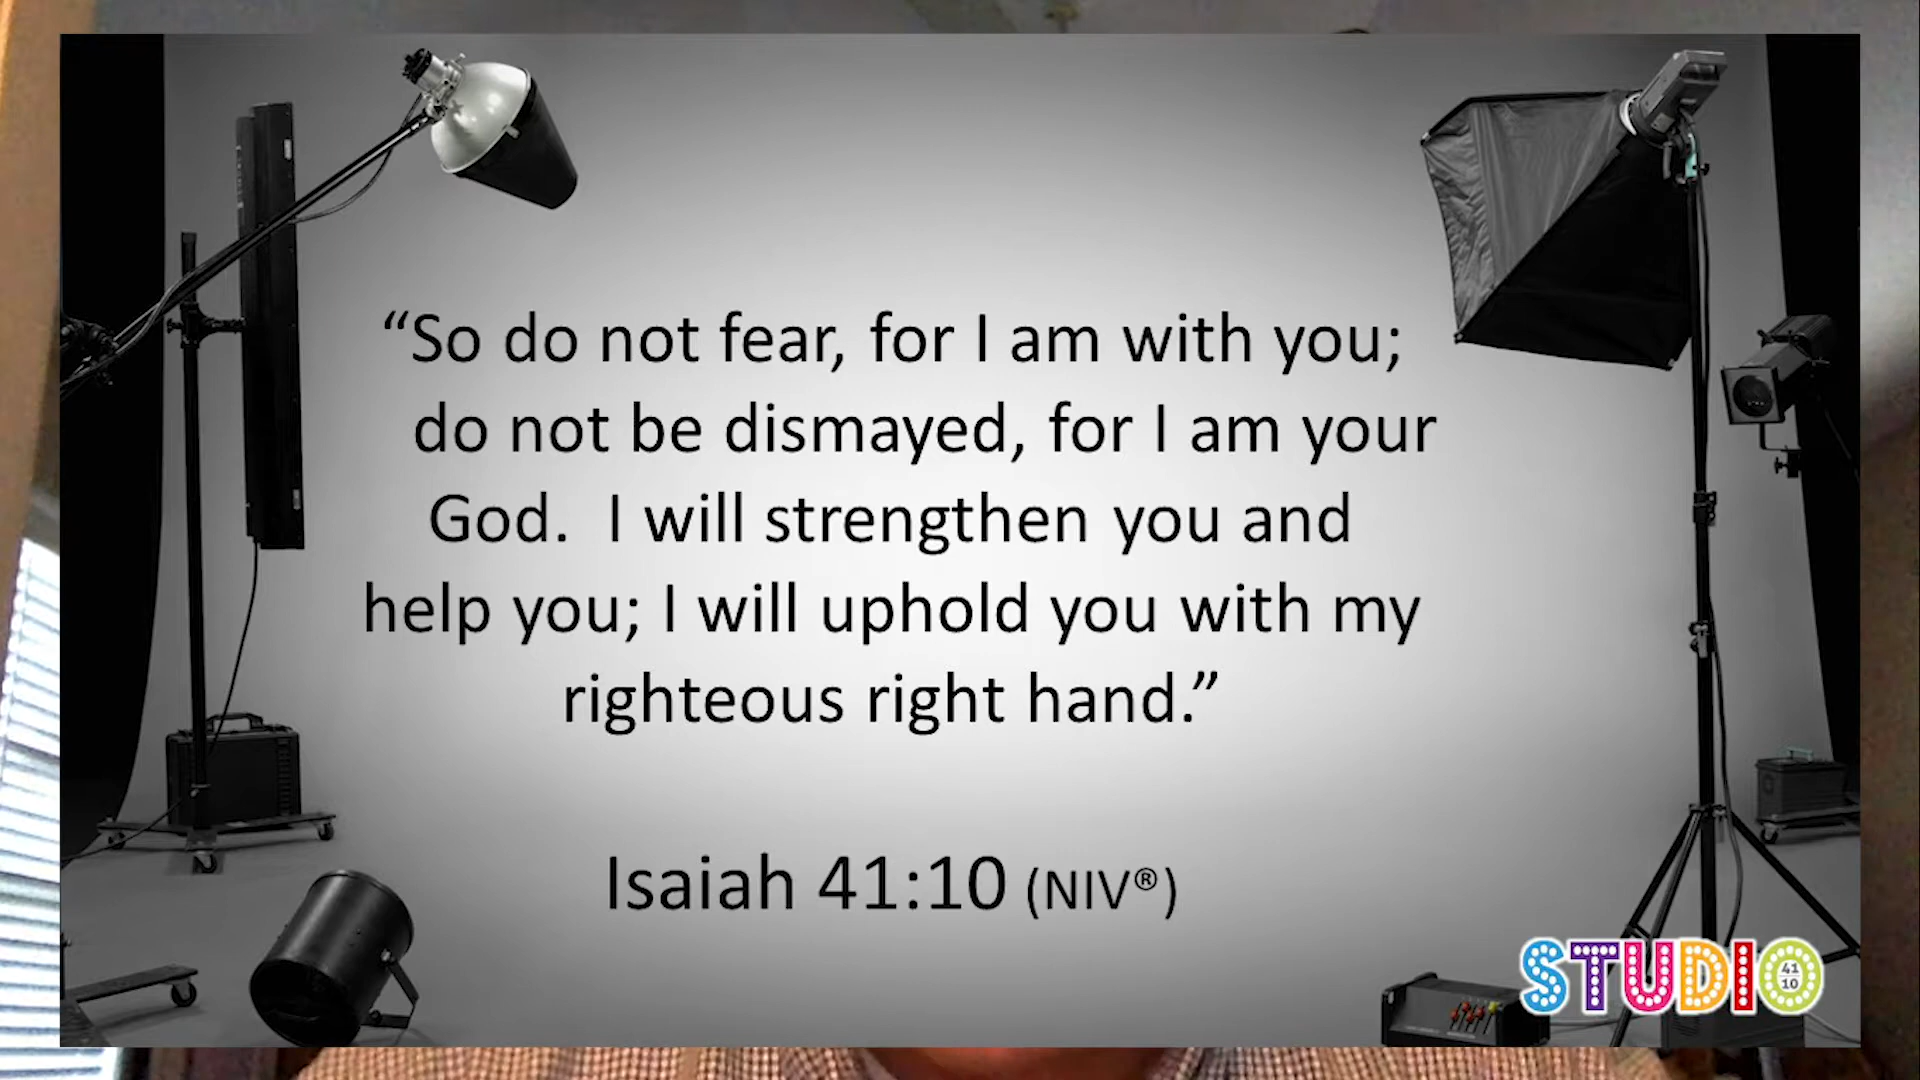 “So do not fear, for I am with you;
do not be dismayed, for I am your
God.  I will strengthen you and
help you; I will uphold you with my
righteous right hand.”
Isaiah 41:10 (NIV®)
STUDIO
41
10